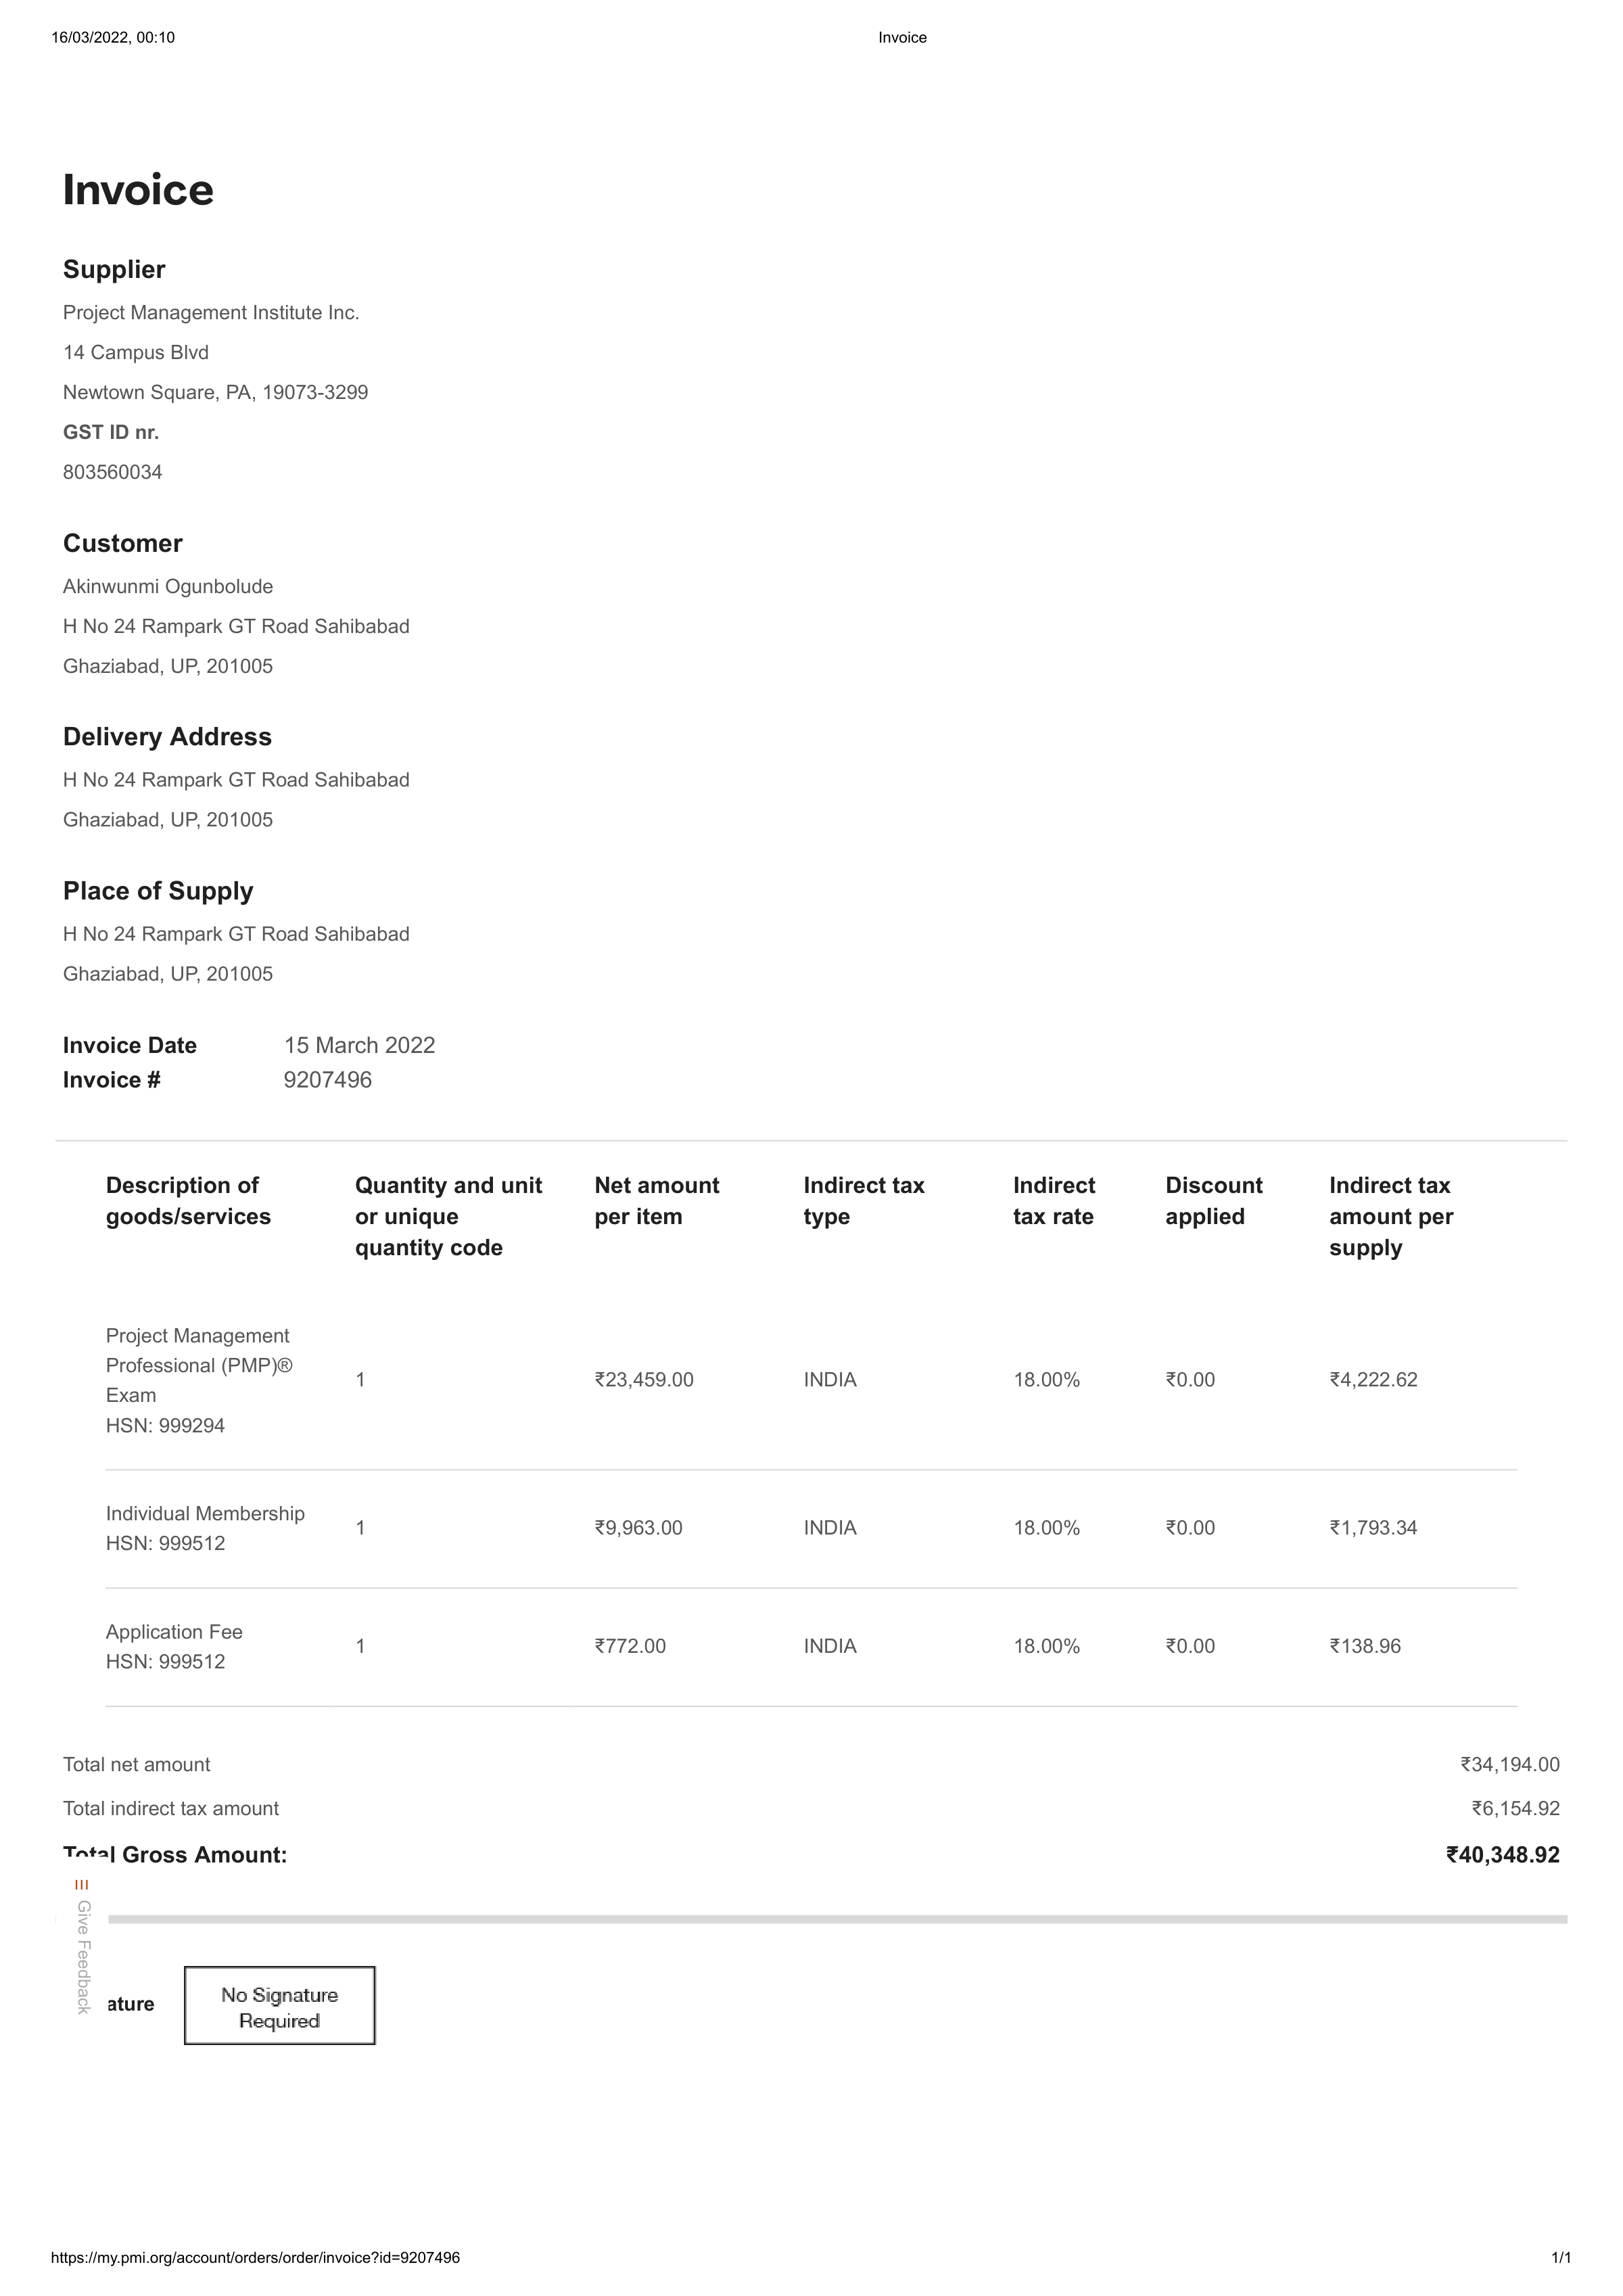 16/03/2022, 00:10
Invoice
Invoice
Supplier
Project Management Institute Inc.
14 Campus Blvd
Newtown Square, PA, 19073-3299
GST ID nr.
803560034
Customer
Akinwunmi Ogunbolude
H No 24 Rampark GT Road Sahibabad
Ghaziabad, UP, 201005
Delivery Address
H No 24 Rampark GT Road Sahibabad
Ghaziabad, UP, 201005
Place of Supply
H No 24 Rampark GT Road Sahibabad
Ghaziabad, UP, 201005
Invoice Date 15 March 2022
Invoice # 9207496
Description of goods/services Quantity and unit or unique quantity code Net amount per item Indirect tax type Indirect tax rate Discount applied Indirect tax amount per supply
Project Management
Professional (PMP)®
Exam
HSN: 999294
1 ₹23,459.00 INDIA 18.00% ₹0.00 ₹4,222.62
Individual Membership
HSN: 999512
1 ₹9,963.00 INDIA 18.00% ₹0.00 ₹1,793.34
Application Fee
HSN: 999512
1 ₹772.00 INDIA 18.00% ₹0.00 ₹138.96
Total net amount ₹34,194.00
Total indirect tax amount ₹6,154.92
Total Gross Amount: ₹40,348.92
Give Feedback
ature
No Signature
Required
https://my.pmi.org/account/orders/order/invoice?id=9207496
1/1